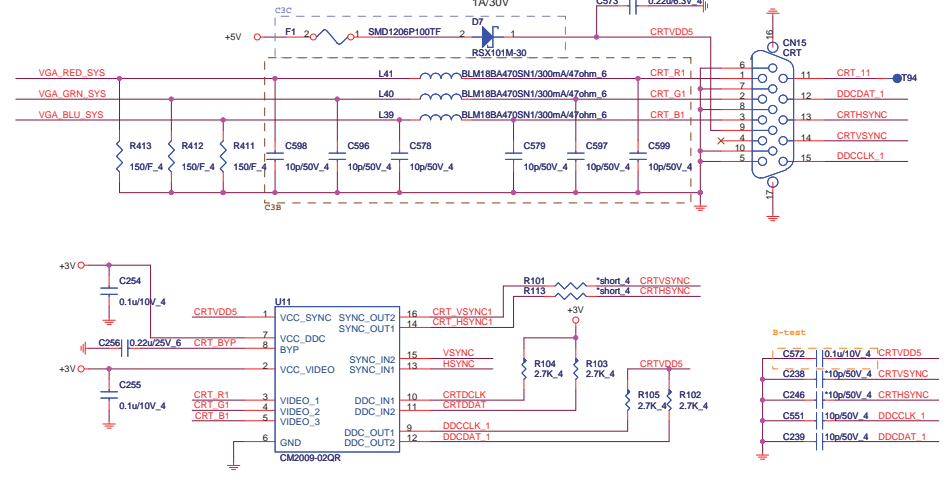 1A/30V
C573 0.22u/6.3V_4
C3C
+5V F1 2 1 SMD1206P100TF 2 D7 1 CRTVDD5
RSX101M-30
16 CN15
CRT
VGA_RED_SYS L41 BLM18BA470SN1/300mA/47ohm_6 CRT_R1 6 1 11 CRT_11 T94
VGA_GRN_SYS L40 BLM18BA470SN1/300mA/47ohm_6 CRT_G1 7 2 12 DDCDAT_1
VGA_BLU_SYS L39 BLM18BA470SN1/300mA/47ohm_6 CRT_B1 8 3 13 CRTHSYNC
9 4 14 CRTVSYNC
10 5 15 DDCCLK_1
R413 R412 R411 C598 C596 C578 C579 C597 C599
150/F_4 150/F_4 150/F_4 10p/50V_4 10p/50V_4 10p/50V_4 10p/50V_4 10p/50V_4 10p/50V_4
17
C3B
+3V
C254
0.1u/10V_4
C256 0.22u/25V_6 CRT_BYP
+3V
C255
0.1u/10V_4
U11
CRTVDD5 1 VCC_SYNC SYNC_OUT2 16 CRT_VSYNC1
SYNC_OUT1 14 CRT_HSYNC1
7 VCC_DDC
8 BYP
SYNC_IN2 15 VSYNC
2 VCC_VIDEO SYNC_IN1 13 HSYNC
CRT_R1 3 VIDEO_1 DDC_IN1 10 CRTDCLK
CRT_G1 4 VIDEO_2 DDC_IN2 11 CRTDDAT
CRT_B1 5 VIDEO_3
DDC_OUT1 9 DDCCLK_1
6 GND DDC_OUT2 12 DDCDAT_1
CM2009-02QR
R101 *short_4 CRTVSYNC
R113 *short_4 CRTHSYNC
+3V
R104 R103 CRTVDD5
2.7K_4 2.7K_4
R105 R102
2.7K_4 2.7K_4
B-test
C572 0.1u/10V_4 CRTVDD5
C238 *10p/50V_4 CRTVSYNC
C246 *10p/50V_4 CRTHSYNC
C551 10p/50V_4 DDCCLK_1
C239 10p/50V_4 DDCDAT_1